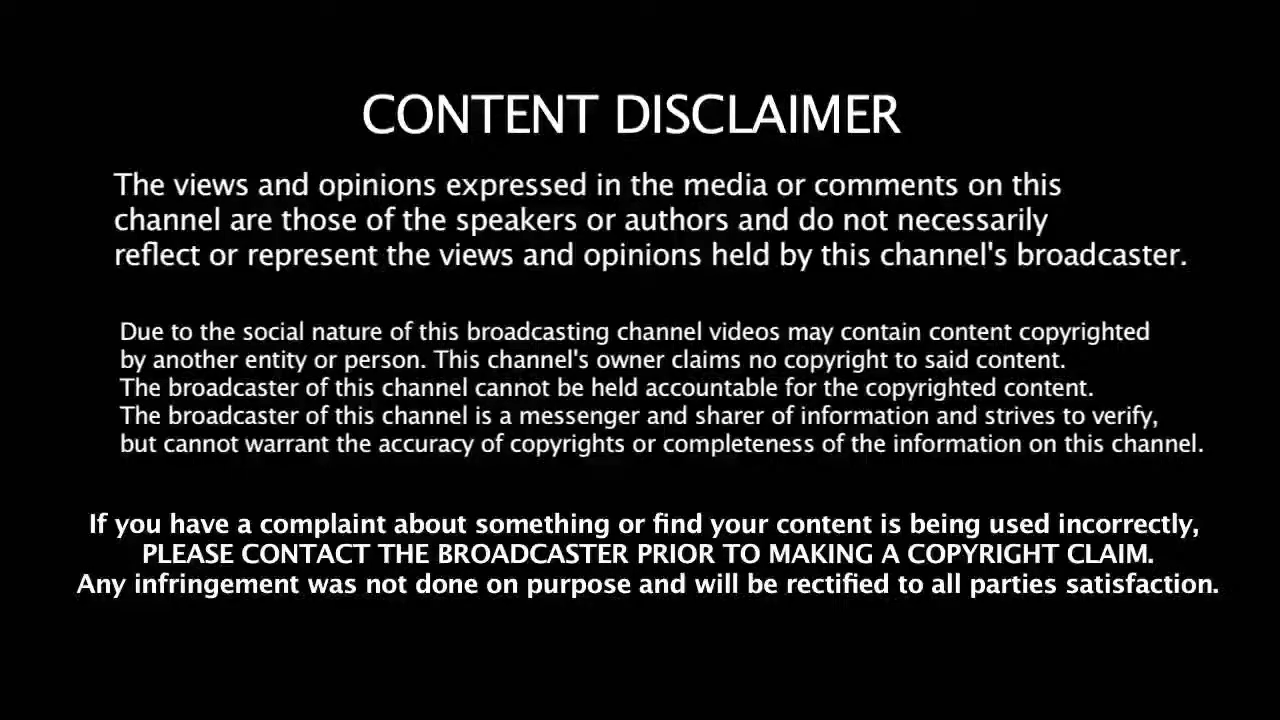 CONTENT DISCLAIMER
The views and opinions expressed in the media or comments on this
channel are those of the speakers or authors and do not necessarily
reflect or represent the views and opinions held by this channel's broadcaster.
Due to the social nature of this broadcasting channel videos may contain content copyrighted
by another entity or person. This channel's owner claims no copyright to said content.
The broadcaster of this channel cannot be held accountable for the copyrighted content.
The broadcaster of this channel is a messenger and sharer of information and strives to verify,
but cannot warrant the accuracy of copyrights or completeness of the information on this channel.
If you have a complaint about something or find your content is being used incorrectly,
PLEASE CONTACT THE BROADCASTER PRIOR TO MAKING A COPYRIGHT CLAIM.
Any infringement was not done on purpose and will be rectified to all parties satisfaction.